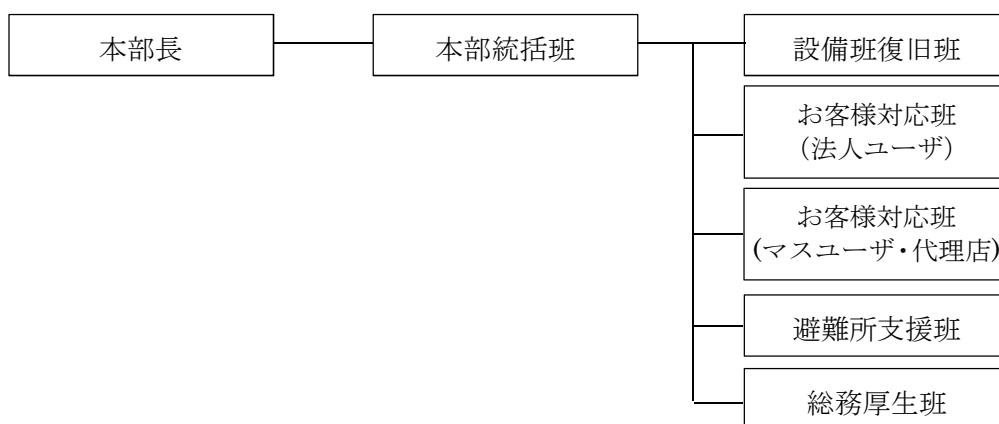 本部長
本部統括班
設備班復旧班
お客様対応班
（法人ユーザ）
お客様対応班
(マスユーザ・代理店)
避難所支援班
総務厚生班